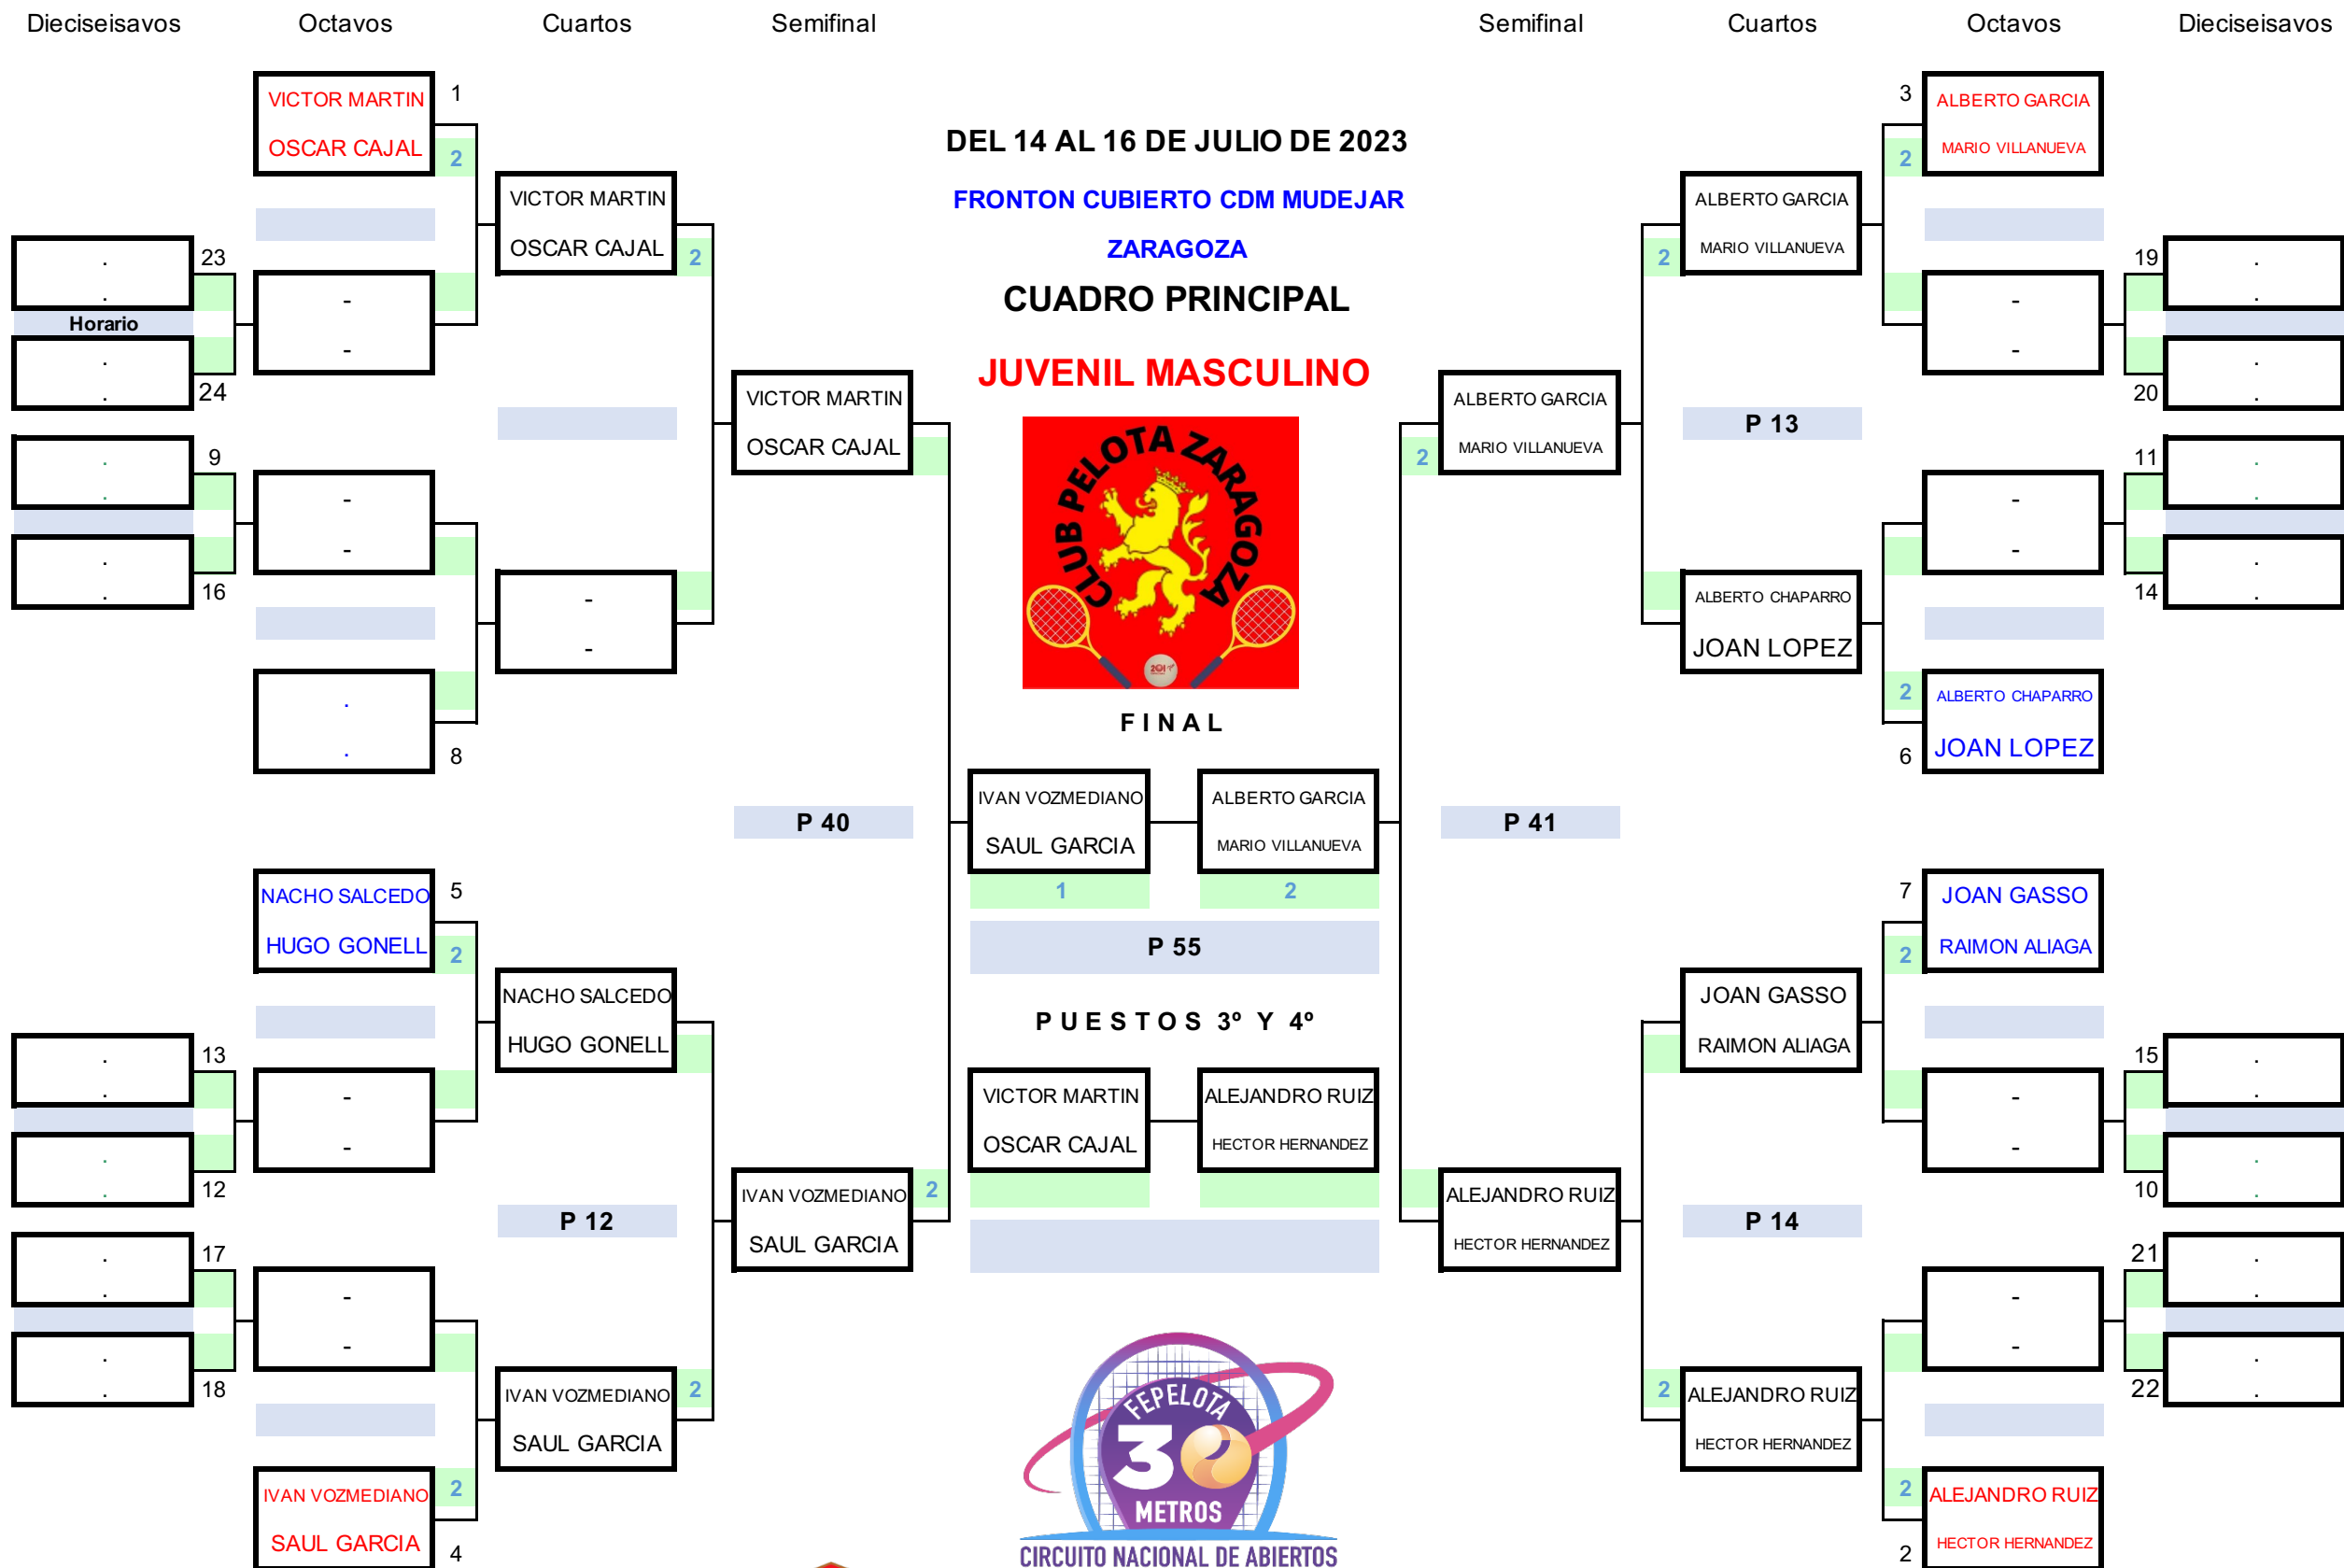 Dieciseisavos Octavos Cuartos Semifinal Semifinal Cuartos Octavos Dieciseisavos
VICTOR MARTIN 1
OSCAR CAJAL 2
VICTOR MARTIN
OSCAR CAJAL 2
. 23
.
Horario
.
. 24
-
-
. 9
.
.
. 16
-
-
-
-
.
. 8
VICTOR MARTIN
OSCAR CAJAL
P 40
NACHO SALCEDO 5
HUGO GONELL 2
NACHO SALCEDO
HUGO GONELL
. 13
.
.
. 12
-
-
P 12
. 17
.
.
. 18
-
-
IVAN VOZMEDIANO 2
SAUL GARCIA
IVAN VOZMEDIANO 2
SAUL GARCIA 4
IVAN VOZMEDIANO 2
SAUL GARCIA
DEL 14 AL 16 DE JULIO DE 2023
FRONTON CUBIERTO CDM MUDEJAR
ZARAGOZA
CUADRO PRINCIPAL
JUVENIL MASCULINO
CLUB PELOTA ZARAGOZA
FINAL
IVAN VOZMEDIANO ALBERTO GARCIA
SAUL GARCIA MARIO VILLANUEVA
1 2
P 55
PUESTOS 3º Y 4º
VICTOR MARTIN ALEJANDRO RUIZ
OSCAR CAJAL HECTOR HERNANDEZ
FEPELOTA
30
METROS
CIRCUITO NACIONAL DE ABIERTOS
ALBERTO GARCIA
2 MARIO VILLANUEVA
P 41
ALEJANDRO RUIZ
HECTOR HERNANDEZ
3 ALBERTO GARCIA
2 MARIO VILLANUEVA
ALBERTO GARCIA
2 MARIO VILLANUEVA
19 .
.
-
-
.
20 .
P 13
11 .
.
-
-
.
14 .
ALBERTO CHAPARRO
JOAN LOPEZ
2 ALBERTO CHAPARRO
6 JOAN LOPEZ
7 JOAN GASSO
2 RAIMON ALIAGA
JOAN GASSO
RAIMON ALIAGA
15 .
.
-
-
.
10 .
P 14
21 .
.
-
-
.
22 .
2 ALEJANDRO RUIZ
HECTOR HERNANDEZ
2 ALEJANDRO RUIZ
2 HECTOR HERNANDEZ